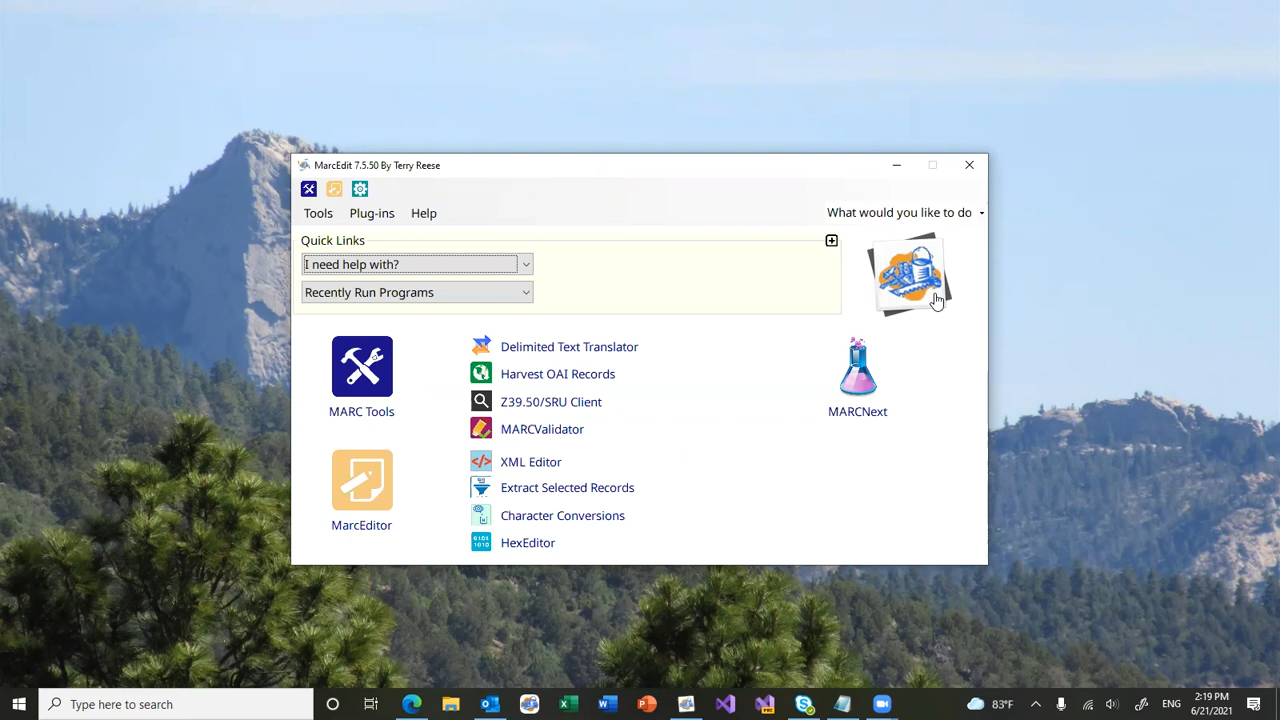 MarcEdit 7.5.50 By Terry Reese
Tools Plug-ins Help
What would you like to do
Quick Links
I need help with?
Recently Run Programs
MARC Tools
MarcEditor
Delimited Text Translator
Harvest OAI Records
Z39.50/SRU Client
MARCValidator
XML Editor
Extract Selected Records
Character Conversions
0101
1010
HexEditor
MARCNext
Type here to search
83°F
ENG
2:19 PM
6/21/2021